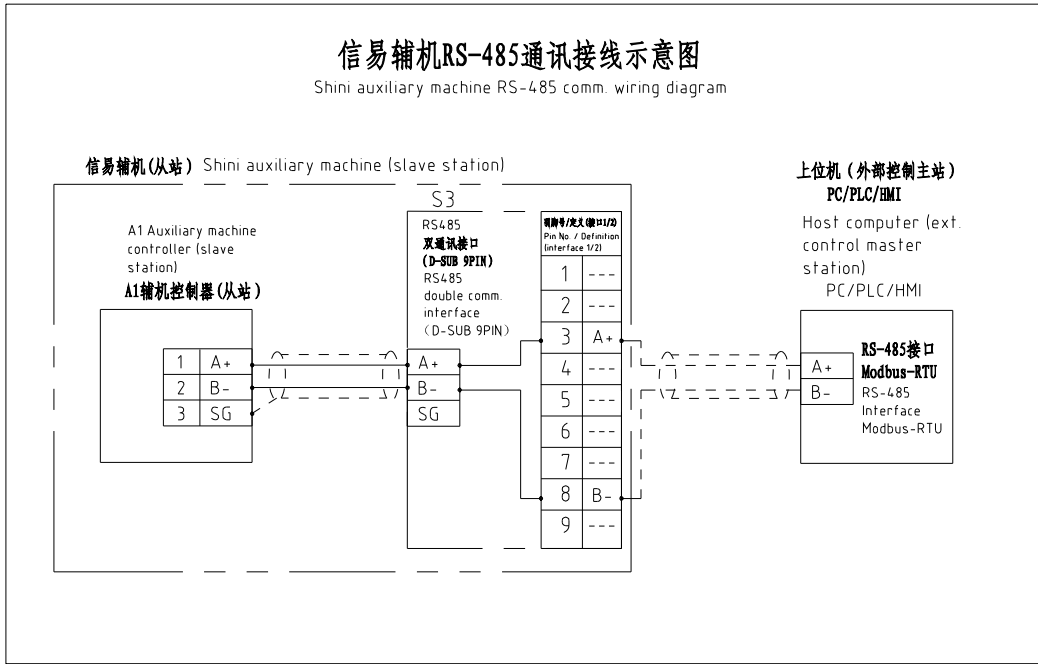 信易辅机RS-485通讯接线示意图
Shini auxiliary machine RS-485 comm. wiring diagram
信易辅机(从站) Shini auxiliary machine (slave station)
A1 Auxiliary machine
controller (slave
station)
A1辅机控制器(从站)
1 A+
2 B-
3 SG
S3
RS485
双通讯接口
(D-SUB 9PIN)
RS485
double comm.
interface
(D-SUB 9PIN)
A+
B-
SG
/定义(接口1/2)
Pin No. / Definition
(interface 1/2)
1 ---
2 ---
3 A+
4 ---
5 ---
6 ---
7 ---
8 B-
9 ---
上位机(外部控制主站)
PC/PLC/HMI
Host computer (ext.
control master
station)
PC/PLC/HMI
A+
B-
RS-485接口
Modbus-RTU
RS-485
Interface
Modbus-RTU